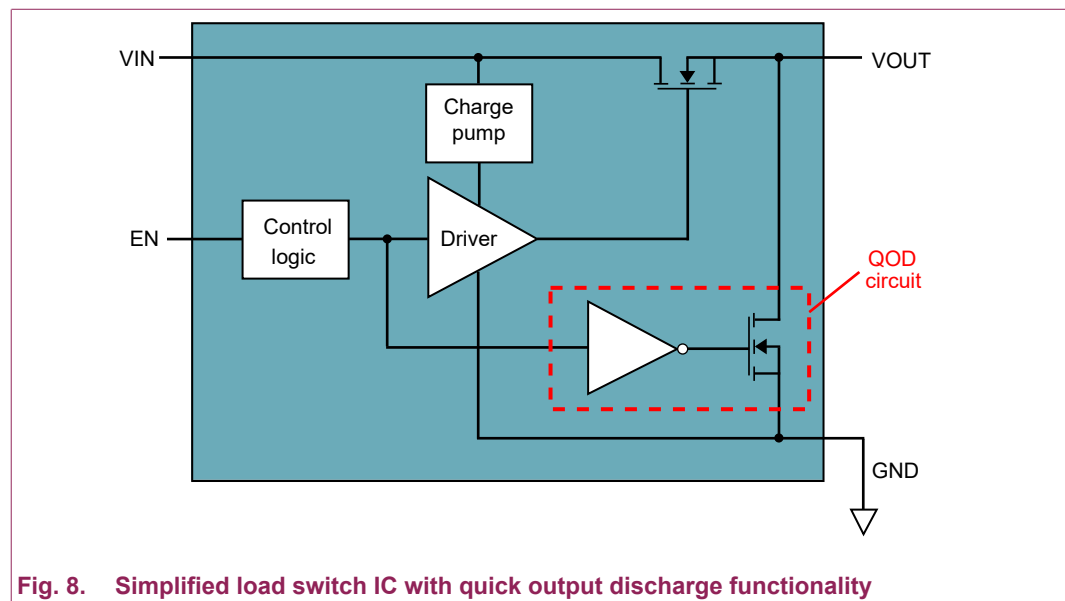 VIN
VOUT
Charge
pump
EN
Control
logic
Driver
QOD
circuit
GND
Fig. 8. Simplified load switch IC with quick output discharge functionality